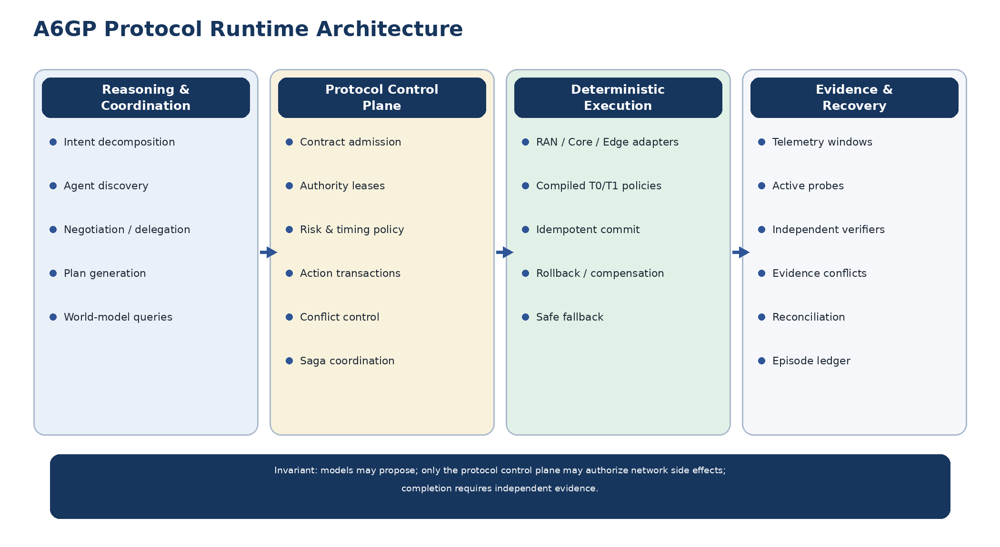 A6GP Protocol Runtime Architecture
Reasoning &
Coordination
Intent decomposition
Agent discovery
Negotiation / delegation
Plan generation
World-model queries
Protocol Control
Plane
Contract admission
Authority leases
Risk & timing policy
Action transactions
Conflict control
Saga coordination
Deterministic
Execution
RAN / Core / Edge adapters
Compiled T0/T1 policies
Idempotent commit
Rollback / compensation
Safe fallback
Evidence &
Recovery
Telemetry windows
Active probes
Independent verifiers
Evidence conflicts
Reconciliation
Episode ledger
Invariant: models may propose; only the protocol control plane may authorize network side effects;
completion requires independent evidence.